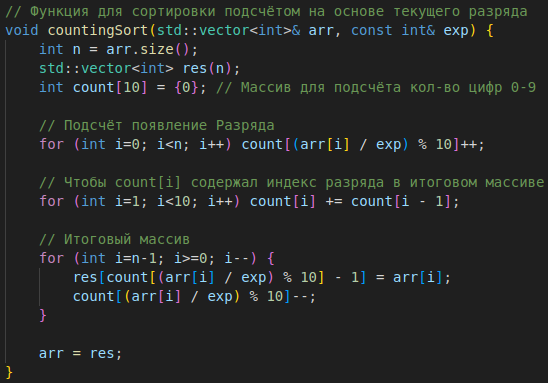 // Функция для сортировки подсчётом на основе текущего разряда
void countingSort(std::vector<int>& arr, const int& exp) {
    int n = arr.size();
    std::vector<int> res(n);
    int count[10] = {0}; // Массив для подсчёта кол-во цифр 0-9

    // Подсчёт появление Разряда
    for (int i=0; i<n; i++) count[(arr[i] / exp) % 10]++;

    // Чтобы count[i] содержал индекс разряда в итоговом массиве
    for (int i=1; i<10; i++) count[i] += count[i - 1];

    // Итоговый массив
    for (int i=n-1; i>=0; i--) {
        res[count[(arr[i] / exp) % 10] - 1] = arr[i];
        count[(arr[i] / exp) % 10]--;
    }

    arr = res;
}